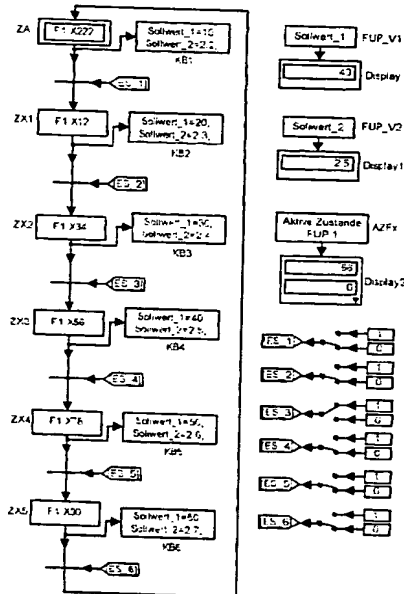 ZA
F1 X222
Sollwert_1=10
Sollwert_2=2.2,
KB1
ES_1
ZX1
F1 X12
Sollwert_1=20,
Sollwert_2=2.3,
KB2
ES_2
ZX2
F1 X34
Sollwert_1=30,
Sollwert_2=2.4,
KB3
ES_3
ZX3
F1 X56
Sollwert_1=40
Sollwert_2=2.5,
KB4
ES_4
ZX4
F1 X78
Sollwert_1=50,
Sollwert_2=2.6,
KB5
ES_5
ZX5
F1 X90
Sollwert_1=60
Sollwert_2=2.7,
KB6
ES_6
Sollwert_1
FUP_V1
40
Display
Sollwert_2
FUP_V2
2.5
Display1
Aktive Zustande
FUP 1
AZFx
56
0
Display2
ES_1
1
0
ES_2
1
0
ES_3
1
0
ES_4
1
0
ES_5
1
0
ES_6
1
0